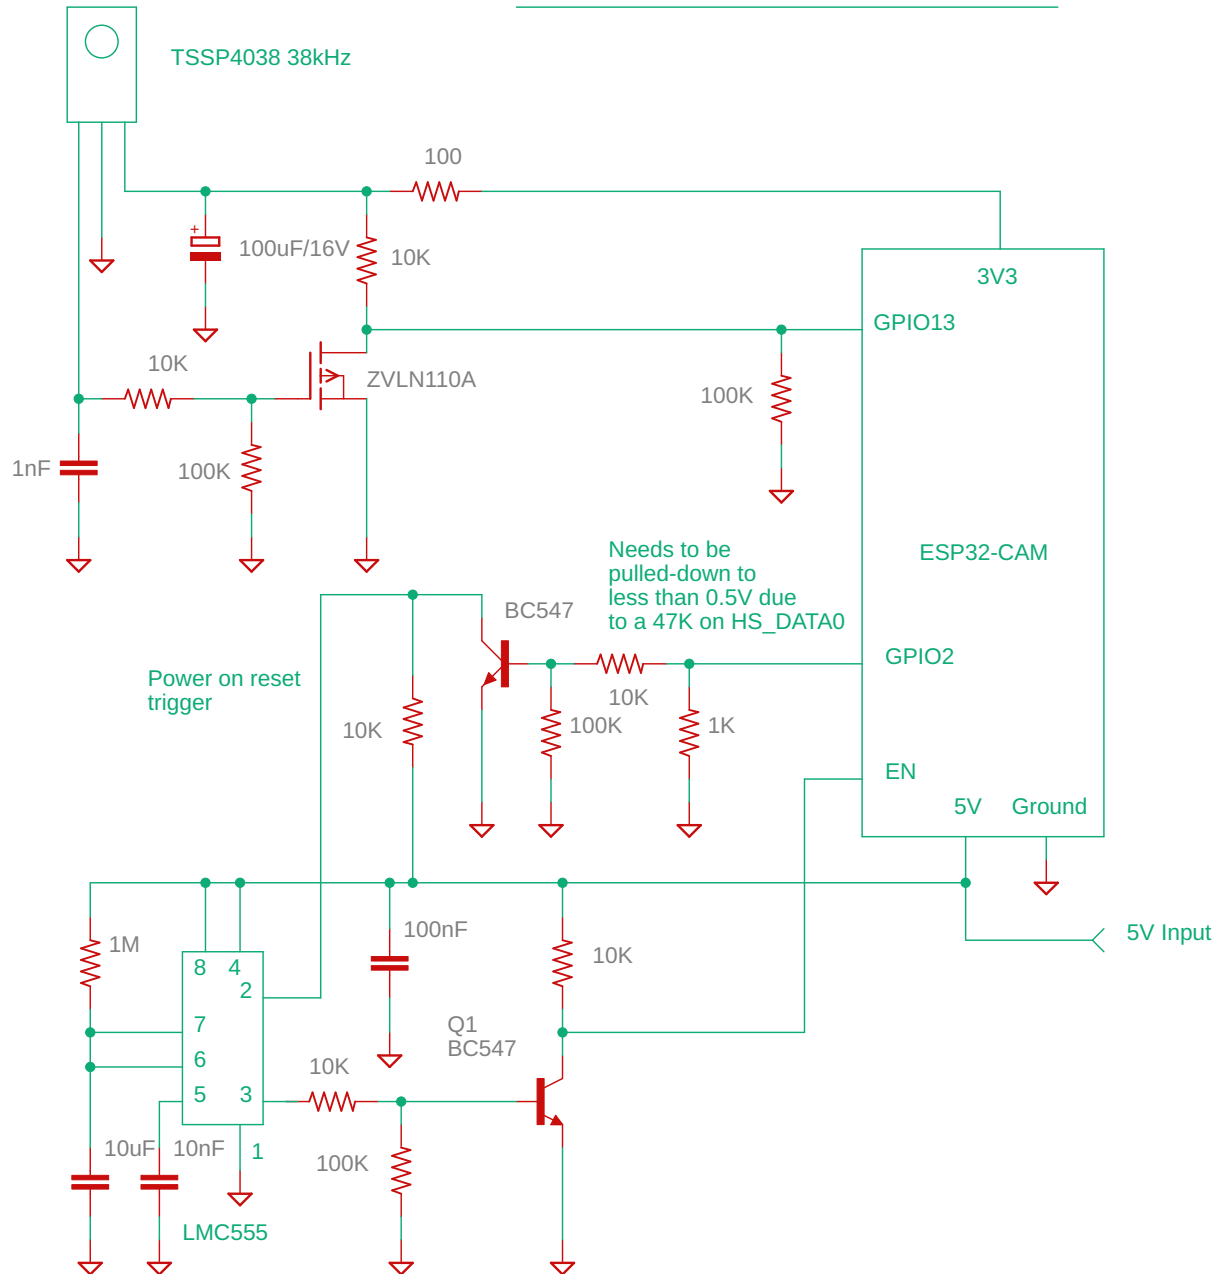 TSSP4038 38kHz
100
+
100uF/16V
10K
3V3
GPIO13
10K
ZVLN110A
100K
1nF
100K
Needs to be
pulled-down to
less than 0.5V due
to a 47K on HS_DATA0
ESP32-CAM
BC547
GPIO2
Power on reset
trigger
10K
10K
100K
1K
EN
5V
Ground
1M
100nF
5V Input
8
4
2
10K
7
Q1
BC547
6
10K
5
3
10uF
10nF
1
100K
LMC555